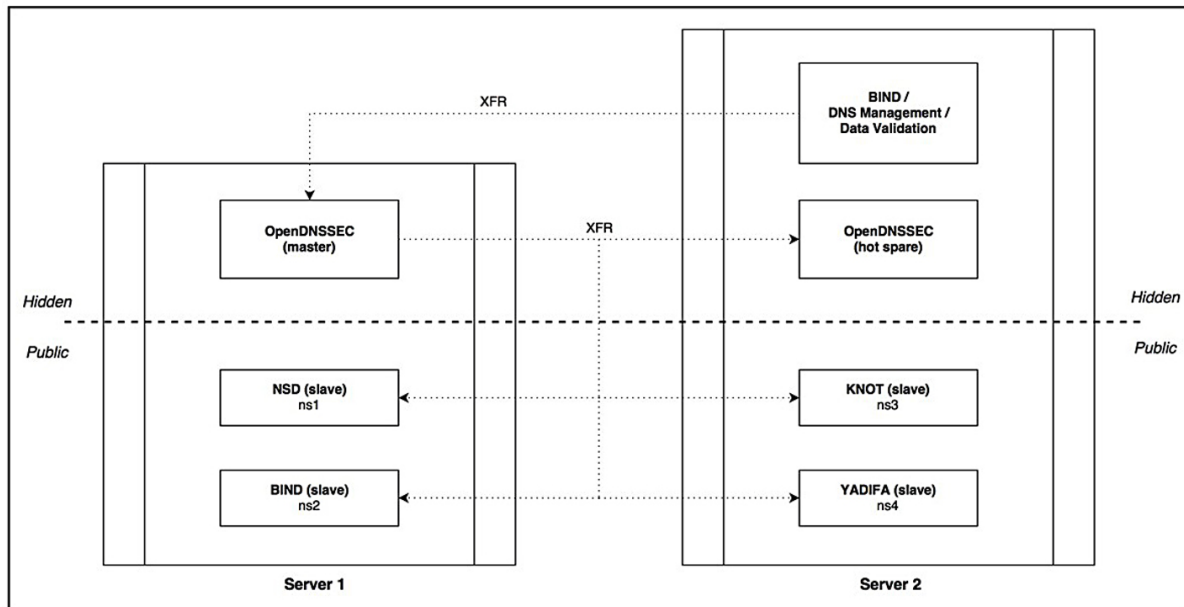 XFR
BIND /
DNS Management /
Data Validation
OpenDNSSEC
(master)
XFR
OpenDNSSEC
(hot spare)
Hidden
Hidden
Public
Public
NSD (slave)
ns1
KNOT (slave)
ns3
BIND (slave)
ns2
YADIFA (slave)
ns4
Server 1
Server 2